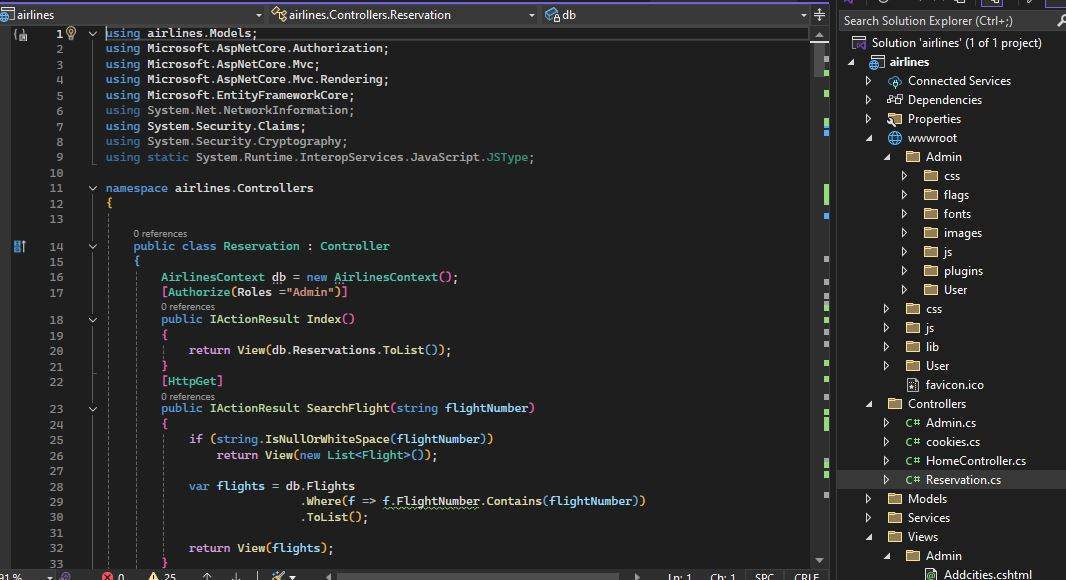 airlines
airlines.Controllers.Reservation
db
1 using airlines.Models;
2 using Microsoft.AspNetCore.Authorization;
3 using Microsoft.AspNetCore.Mvc;
4 using Microsoft.AspNetCore.Mvc.Rendering;
5 using Microsoft.EntityFrameworkCore;
6 using System.Net.NetworkInformation;
7 using System.Security.Claims;
8 using System.Security.Cryptography;
9 using static System.Runtime.InteropServices.JavaScript.JSType;
10
11 namespace airlines.Controllers
12 {
13
0 references
14 public class Reservation : Controller
15 {
16 AirlinesContext db = new AirlinesContext();
17 [Authorize(Roles ="Admin")]
0 references
18 public IActionResult Index()
19 {
20 return View(db.Reservations.ToList());
21 }
22 [HttpGet]
0 references
23 public IActionResult SearchFlight(string flightNumber)
24 {
25 if (string.IsNullOrWhiteSpace(flightNumber))
26 return View(new List<Flight>());
27
28 var flights = db.Flights
29 .Where(f => f.FlightNumber.Contains(flightNumber))
30 .ToList();
31
32 return View(flights);
33 }
91 %
0
25
Ln: 1
Ch: 1
SPC
CRLF
Search Solution Explorer (Ctrl+;)
Solution 'airlines' (1 of 1 project)
airlines
Connected Services
Dependencies
Properties
wwwroot
Admin
css
flags
fonts
images
js
plugins
User
css
js
lib
User
favicon.ico
Controllers
C# Admin.cs
C# cookies.cs
C# HomeController.cs
C# Reservation.cs
Models
Services
Views
Admin
Addcities.cshtml